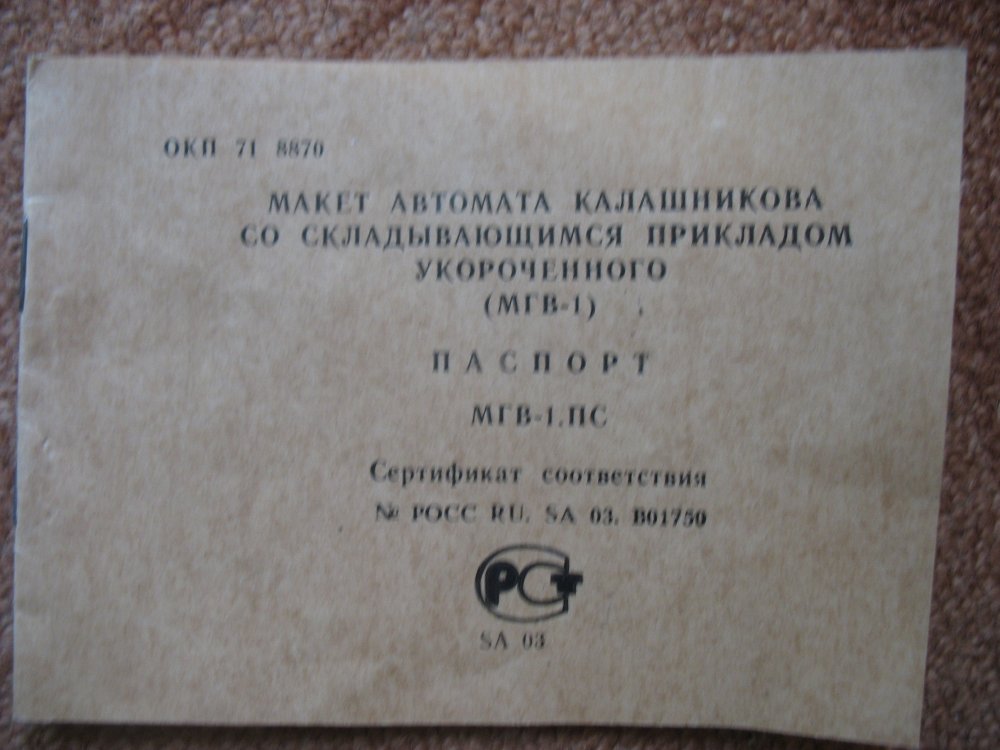 ОКП 71 8870
МАКЕТ АВТОМАТА КАЛАШНИКОВА
СО СКЛАДЫВАЮЩИМСЯ ПРИКЛАДОМ
УКОРОЧЕННОГО
(МГВ-1)
ПАСПОРТ
МГВ-1.ПС
Сертификат соответствия
№ РОСС RU. SA 03. В01750
РСТ
SA 03